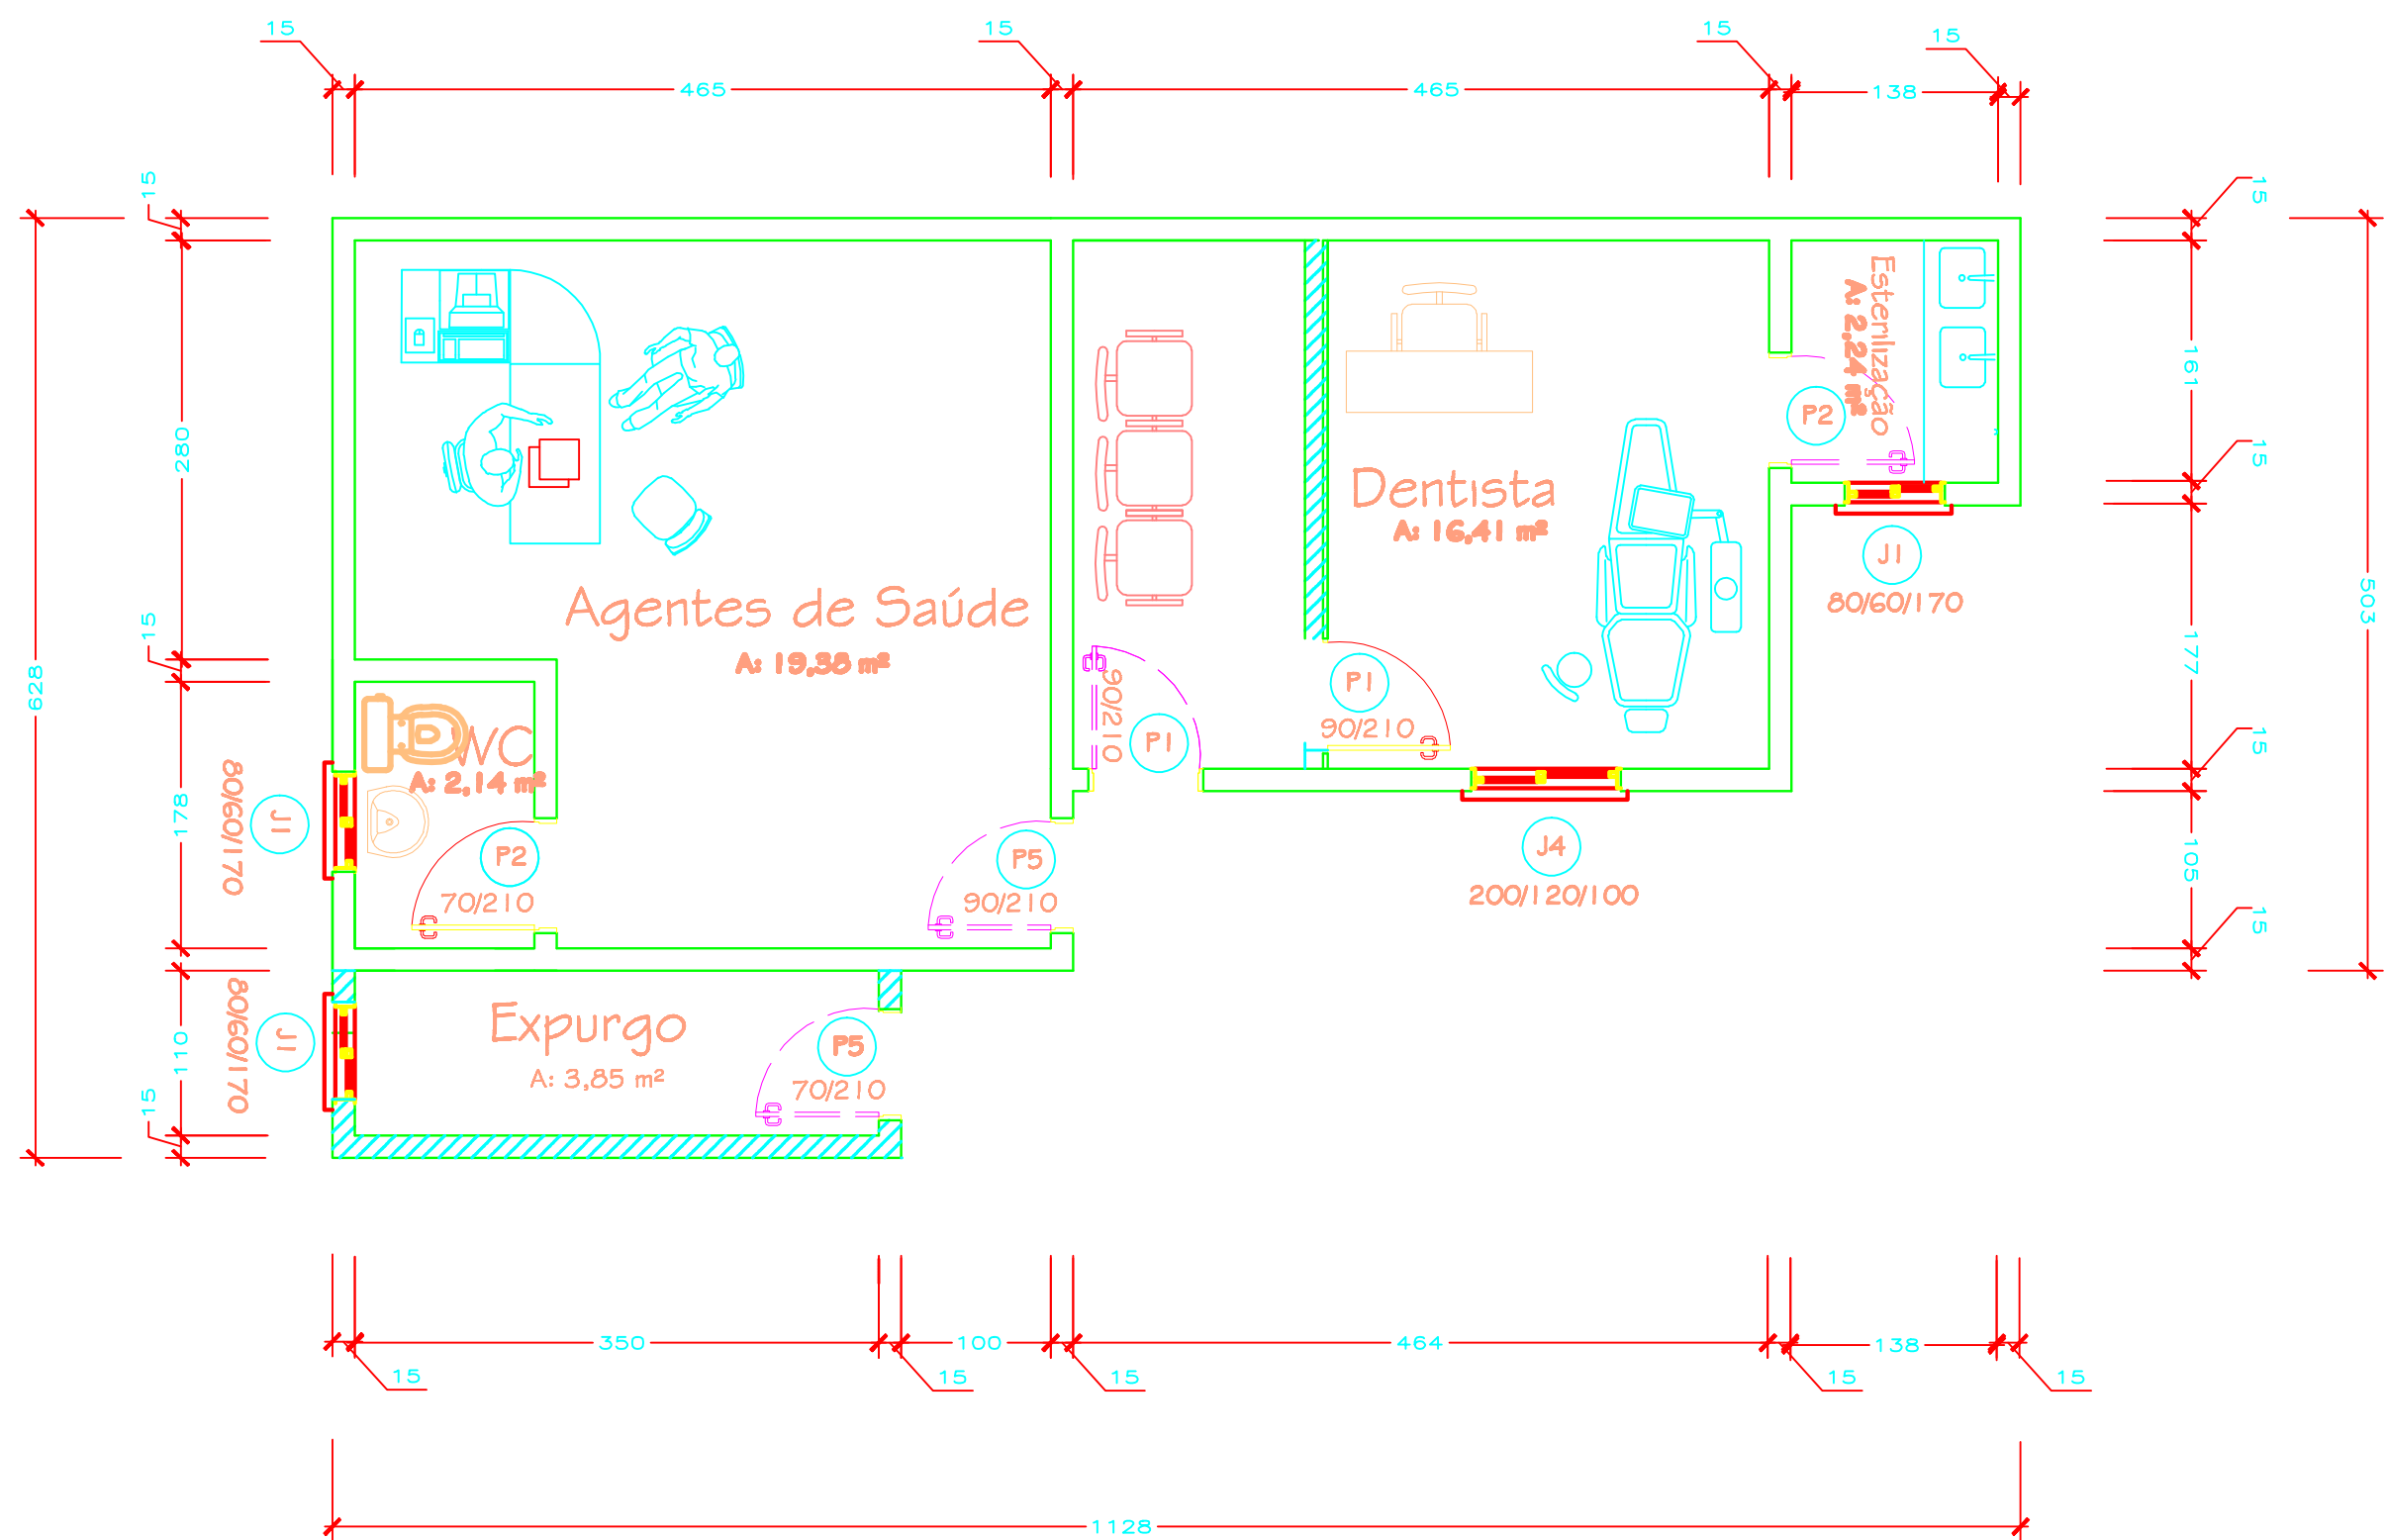 15
15
15
15
465
465
138
15
15
280
628
15
178
110
15
15
161
15
177
503
15
105
15
Esterilização
A: 2,24 m²
P2
Dentista
A: 16,41 m²
J1
80/60/170
Agentes de Saúde
A: 19,38 m²
P1
90/210
90/210
P1
WC
A: 2,14 m²
J1
80/60/170
P2
70/210
P5
90/210
J4
200/120/100
J1
80/60/170
Expurgo
A: 3,85 m²
P5
70/210
350
100
464
138
15
15
15
15
15
1128